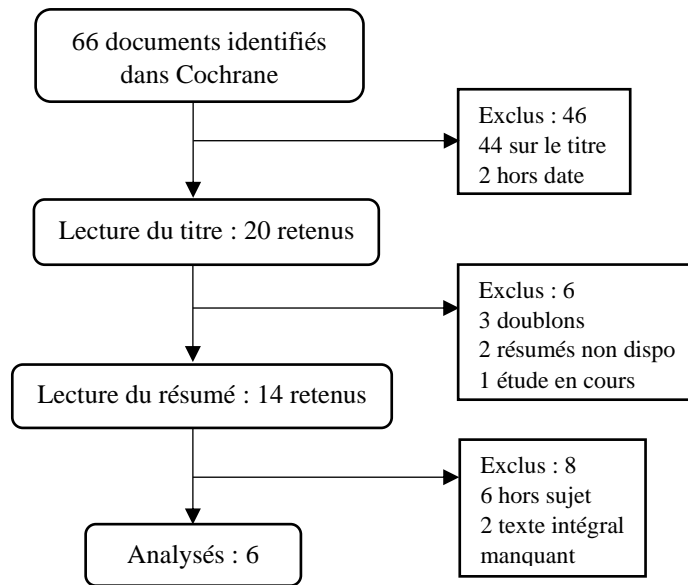 66 documents identifiés
dans Cochrane
Exclus : 46
44 sur le titre
2 hors date
Lecture du titre : 20 retenus
Exclus : 6
3 doublons
2 résumés non dispo
1 étude en cours
Lecture du résumé : 14 retenus
Exclus : 8
6 hors sujet
2 texte intégral
manquant
Analysés : 6